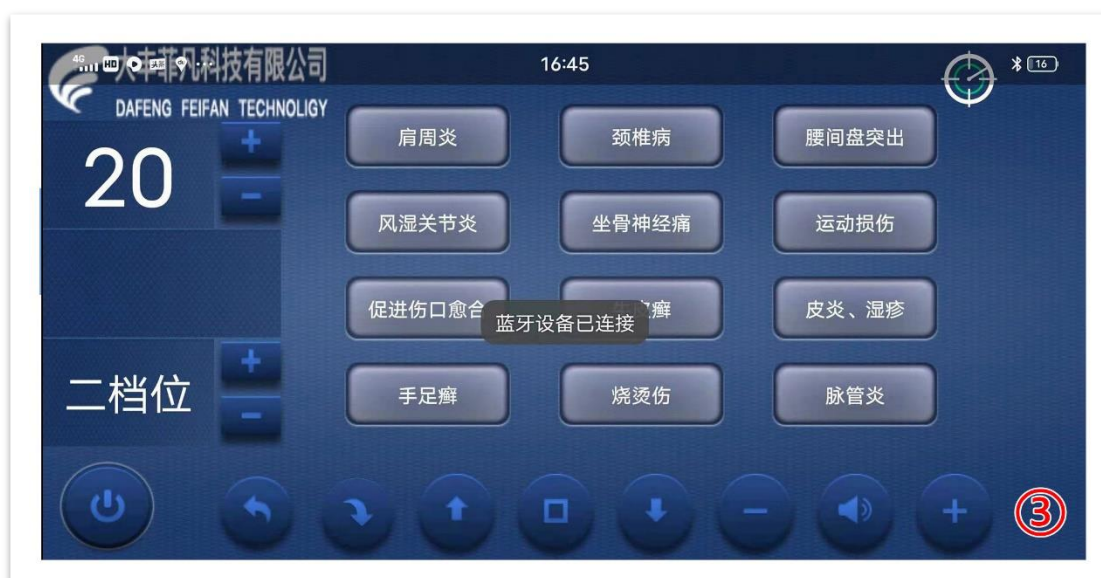 4G HD
16:45
16
大丰菲凡科技有限公司
DAFENG FEIFAN TECHNOLIGY
20
+
−
二档位
+
−
肩周炎
颈椎病
腰间盘突出
风湿关节炎
坐骨神经痛
运动损伤
促进伤口愈合
癣
皮炎、湿疹
蓝牙设备已连接
手足癣
烧烫伤
脉管炎
③